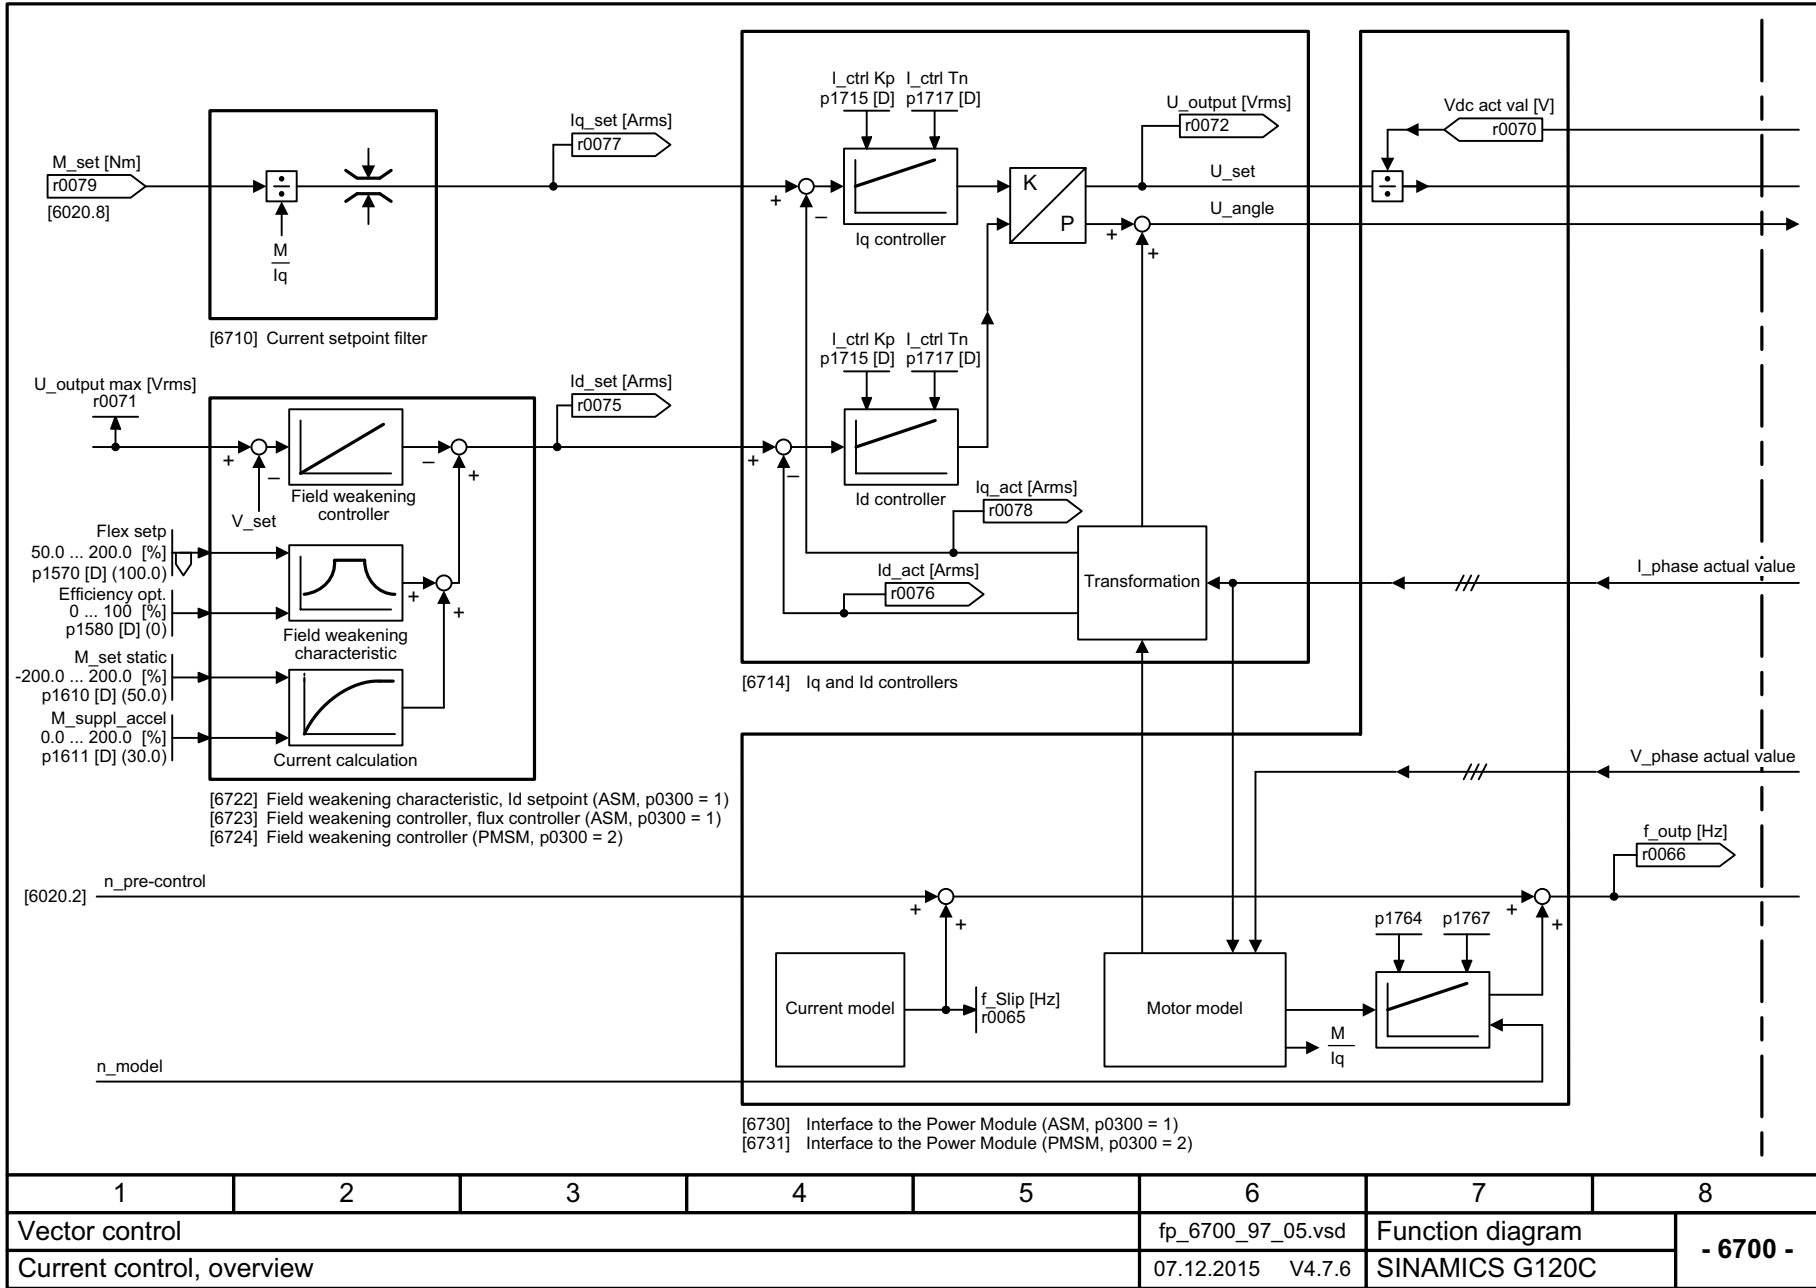 I_ctrl Kp
p1715 [D]
I_ctrl Tn
p1717 [D]
U_output [Vrms]
r0072
Vdc act val [V]
r0070
Iq_set [Arms]
r0077
M_set [Nm]
r0079
[6020.8]
÷
M
Iq
+
–
Iq controller
K
P
U_set
÷
U_angle
+
+
[6710] Current setpoint filter
I_ctrl Kp
p1715 [D]
I_ctrl Tn
p1717 [D]
U_output max [Vrms]
r0071
Id_set [Arms]
r0075
+
–
V_set
Field weakening
controller
–
+
+
–
Id controller
Iq_act [Arms]
r0078
Flex setp
50.0 ... 200.0 [%]
p1570 [D] (100.0)
Efficiency opt.
0 ... 100 [%]
p1580 [D] (0)
Field weakening
characteristic
+
+
Id_act [Arms]
r0076
Transformation
I_phase actual value
M_set static
-200.0 ... 200.0 [%]
p1610 [D] (50.0)
M_suppl_accel
0.0 ... 200.0 [%]
p1611 [D] (30.0)
Current calculation
[6714] Iq and Id controllers
V_phase actual value
[6722] Field weakening characteristic, Id setpoint (ASM, p0300 = 1)
[6723] Field weakening controller, flux controller (ASM, p0300 = 1)
[6724] Field weakening controller (PMSM, p0300 = 2)
f_outp [Hz]
r0066
[6020.2]
n_pre-control
+
+
+
+
p1764
p1767
Current model
f_Slip [Hz]
r0065
Motor model
M
Iq
n_model
[6730] Interface to the Power Module (ASM, p0300 = 1)
[6731] Interface to the Power Module (PMSM, p0300 = 2)
1 2 3 4 5 6 7 8
Vector control
fp_6700_97_05.vsd
Function diagram
- 6700 -
Current control, overview
07.12.2015 V4.7.6
SINAMICS G120C